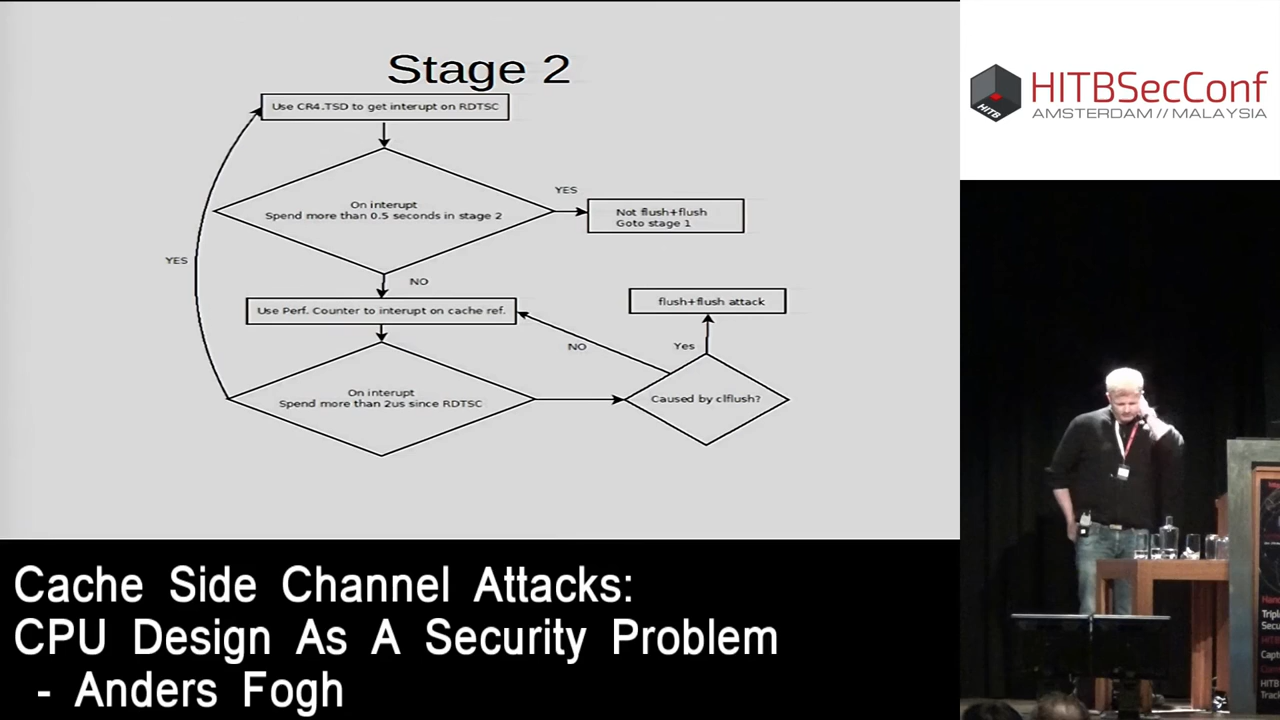 Stage 2
Use CR4.TSD to get interupt on RDTSC
On interupt
Spend more than 0.5 seconds in stage 2
YES
Not flush+flush
Goto stage 1
YES
NO
Use Perf. Counter to interupt on cache ref.
flush+flush attack
NO
Yes
On interupt
Spend more than 2us since RDTSC
Caused by clflush?
HITBSecConf
AMSTERDAM // MALAYSIA
HITB
Cache Side Channel Attacks:
CPU Design As A Security Problem
- Anders Fogh